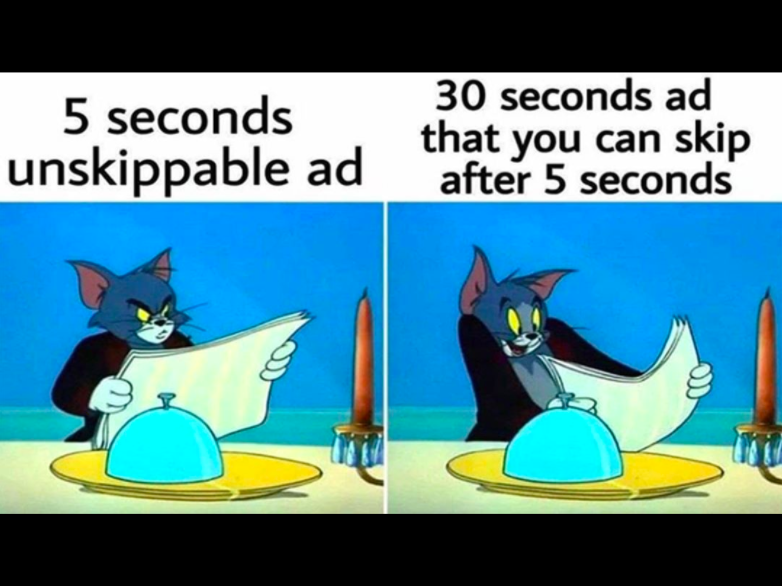 5 seconds
unskippable ad
30 seconds ad
that you can skip
after 5 seconds